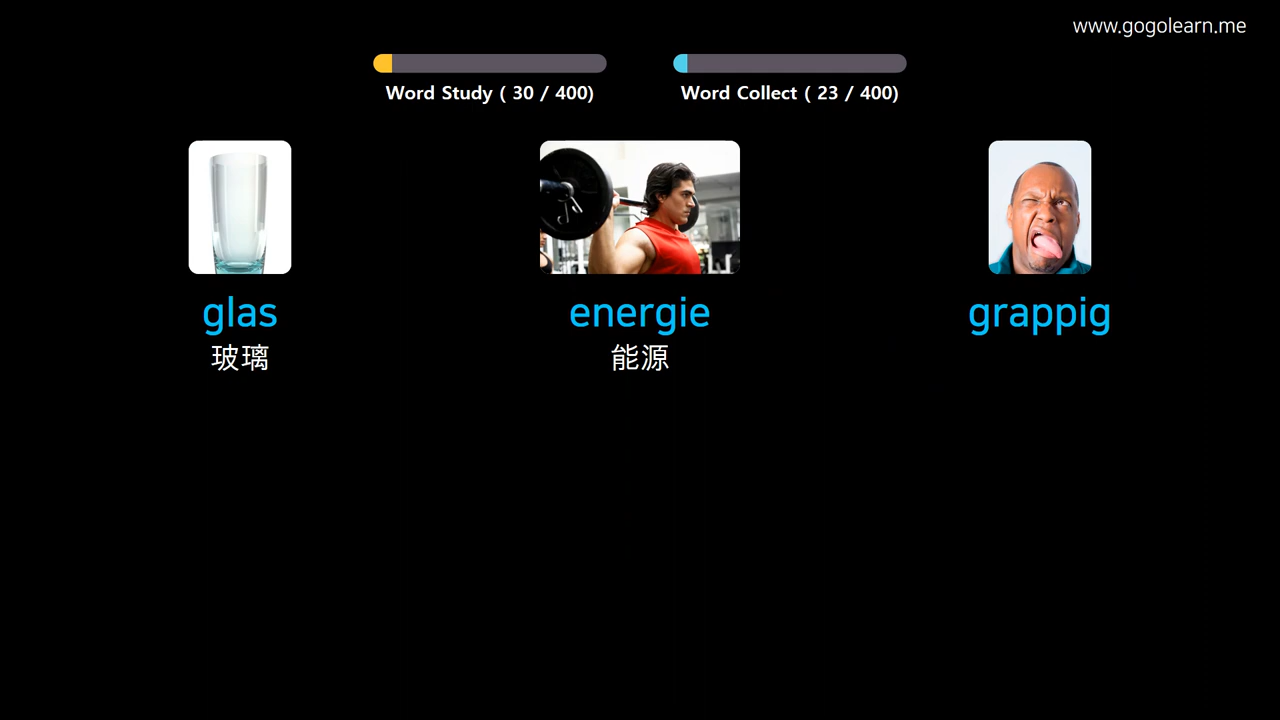 www.gogolearn.me
Word Study ( 30 / 400)
Word Collect ( 23 / 400)
glas
玻璃
energie
能源
grappig